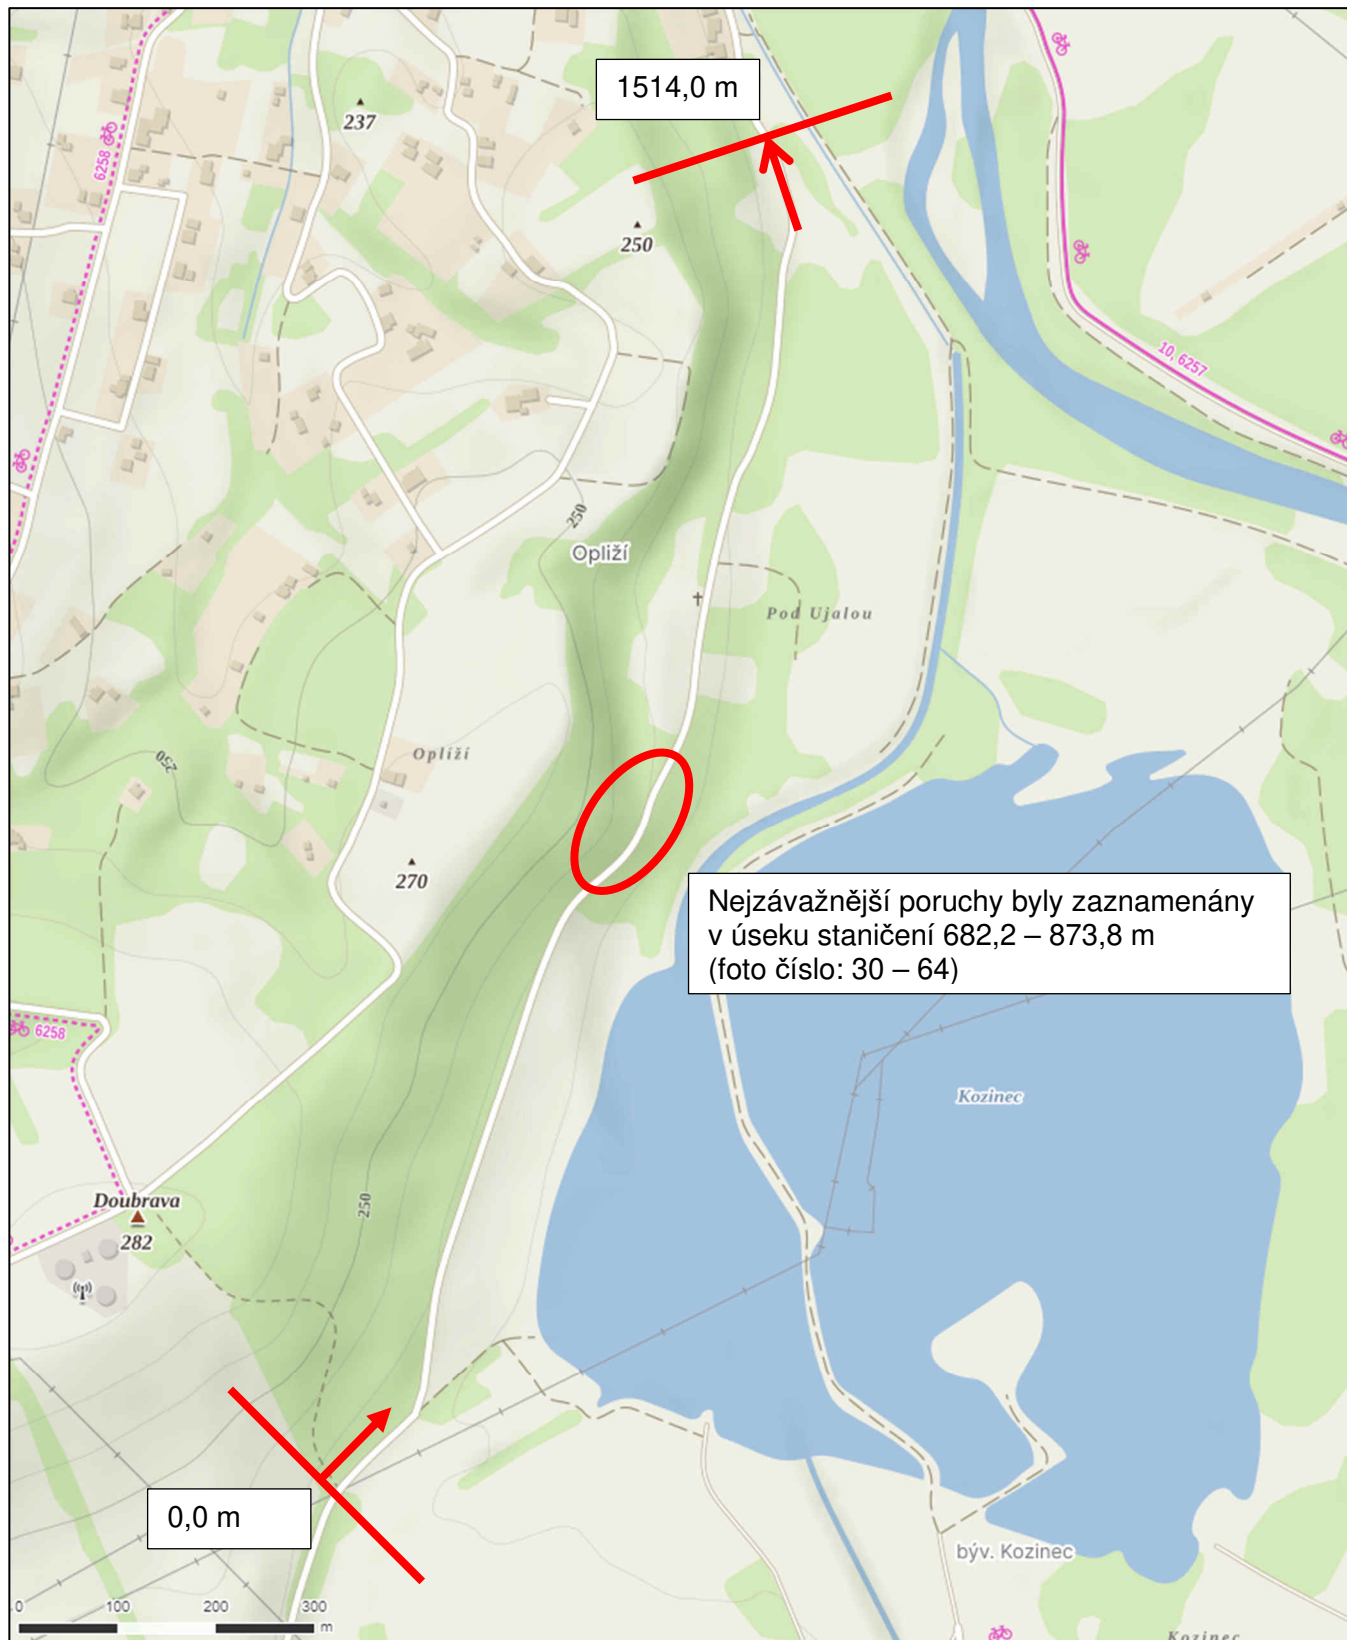 1514,0 m
237
6258
250
10, 6257
250
Opliží
Pod Ujalou
250
Oplíží
270
Nejzávažnější poruchy byly zaznamenány
v úseku staničení 682,2 – 873,8 m
(foto číslo: 30 – 64)
6258
Kozinec
Doubrava
282
250
0,0 m
býv. Kozinec
0 100 200 300
m
Kozinec